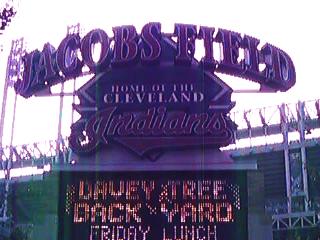 JACOBS FIELD
HOME OF THE
CLEVELAND
Indians
DAVEY TREE
BACK YARD
FRIDAY LUNCH